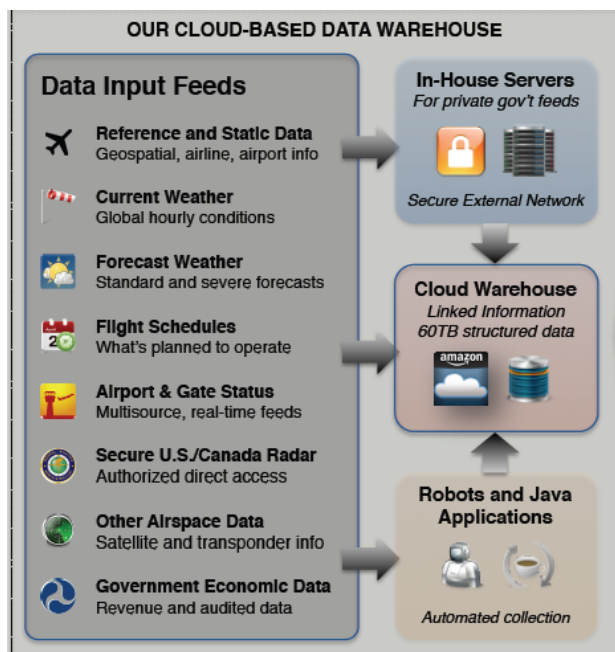 OUR CLOUD-BASED DATA WAREHOUSE
Data Input Feeds
Reference and Static Data
Geospatial, airline, airport info
Current Weather
Global hourly conditions
Forecast Weather
Standard and severe forecasts
Flight Schedules
What's planned to operate
Airport & Gate Status
Multisource, real-time feeds
Secure U.S./Canada Radar
Authorized direct access
Other Airspace Data
Satellite and transponder info
Government Economic Data
Revenue and audited data
In-House Servers
For private gov't feeds
Secure External Network
Cloud Warehouse
Linked Information
60TB structured data
amazon
Robots and Java
Applications
Automated collection